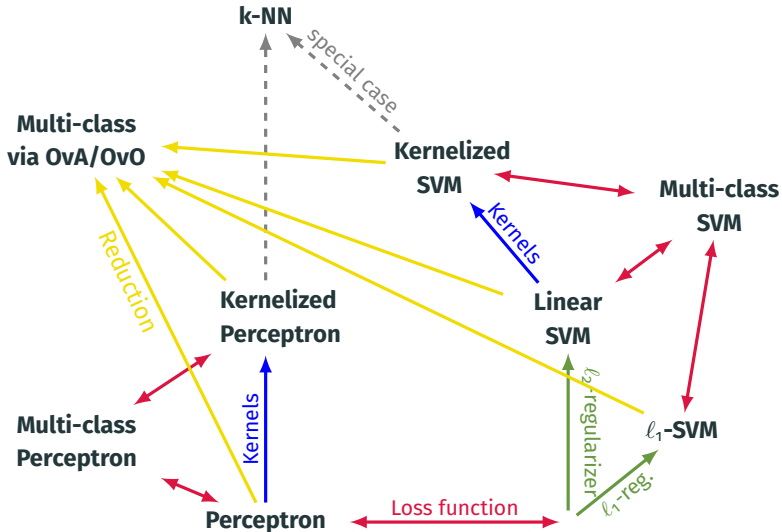 k-NN
special case
Multi-class
via OvA/OvO
Kernelized
SVM
Multi-class
SVM
Kernels
Reduction
Kernelized
Perceptron
Linear
SVM
ℓ₂-regularizer
Multi-class
Perceptron
Kernels
ℓ₁-SVM
ℓ₁-reg.
Perceptron
Loss function